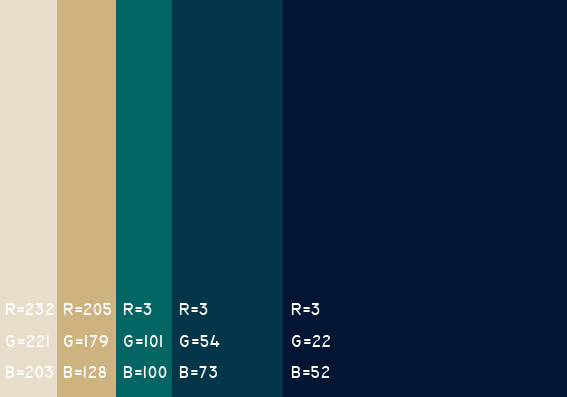 R=232 R=205 R=3 R=3 R=3
G=221 G=179 G=101 G=54 G=22
B=203 B=128 B=100 B=73 B=52